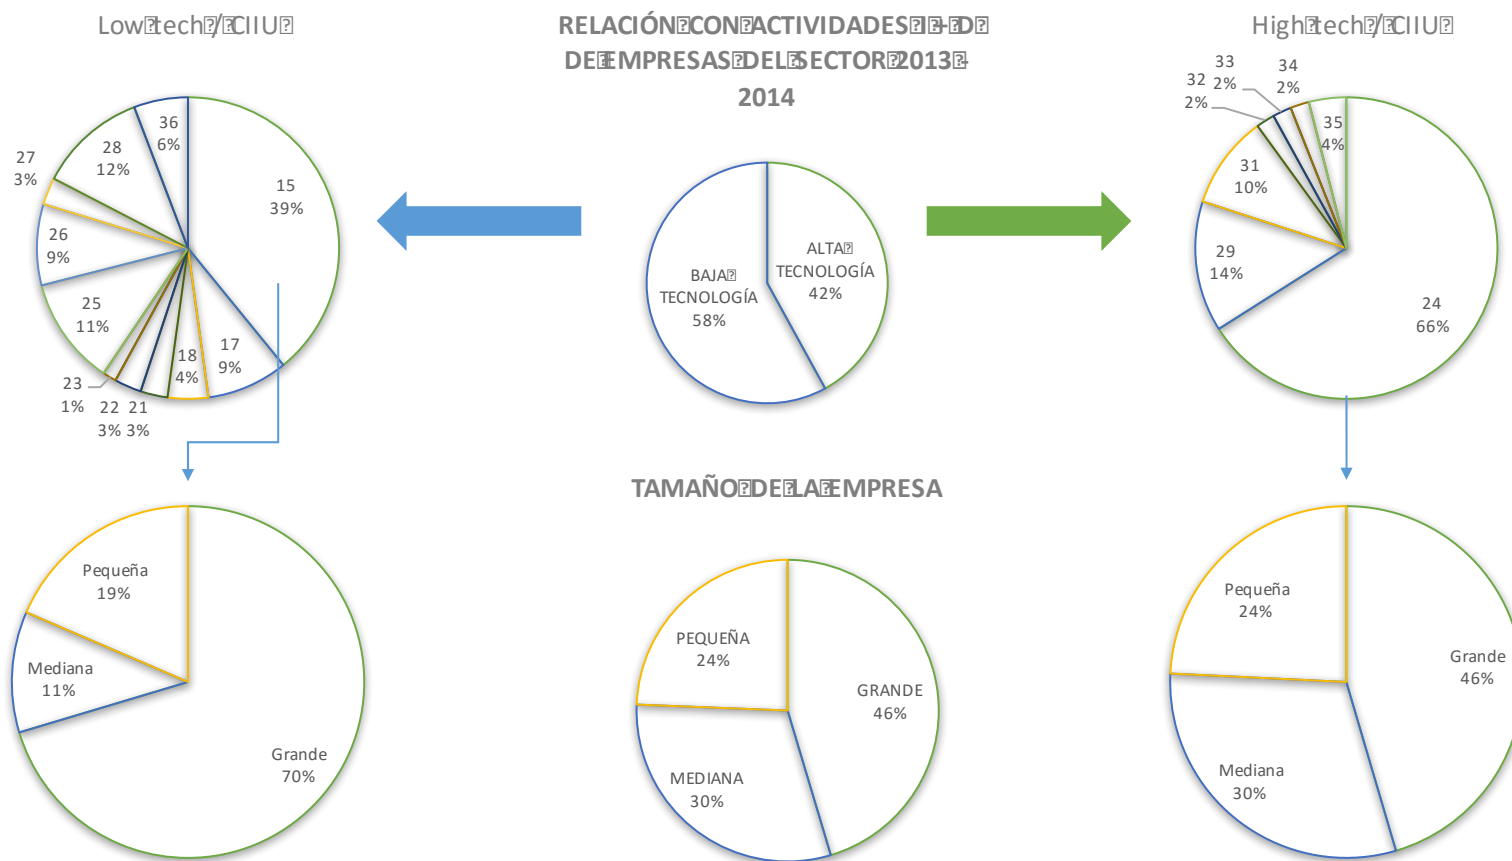 Low tech / CIIU
RELACIÓN CON ACTIVIDADES I + D
DE EMPRESAS DEL SECTOR 2013 -
2014
High tech / CIIU
36
6%
28
12%
27
3%
15
39%
26
9%
25
11%
23
1%
22
3%
21
3%
18
4%
17
9%
BAJA
TECNOLOGÍA
58%
ALTA
TECNOLOGÍA
42%
32
2%
33
2%
34
2%
35
4%
31
10%
29
14%
24
66%
TAMAÑO DE LA EMPRESA
Pequeña
19%
Mediana
11%
Grande
70%
PEQUEÑA
24%
GRANDE
46%
MEDIANA
30%
Pequeña
24%
Grande
46%
Mediana
30%